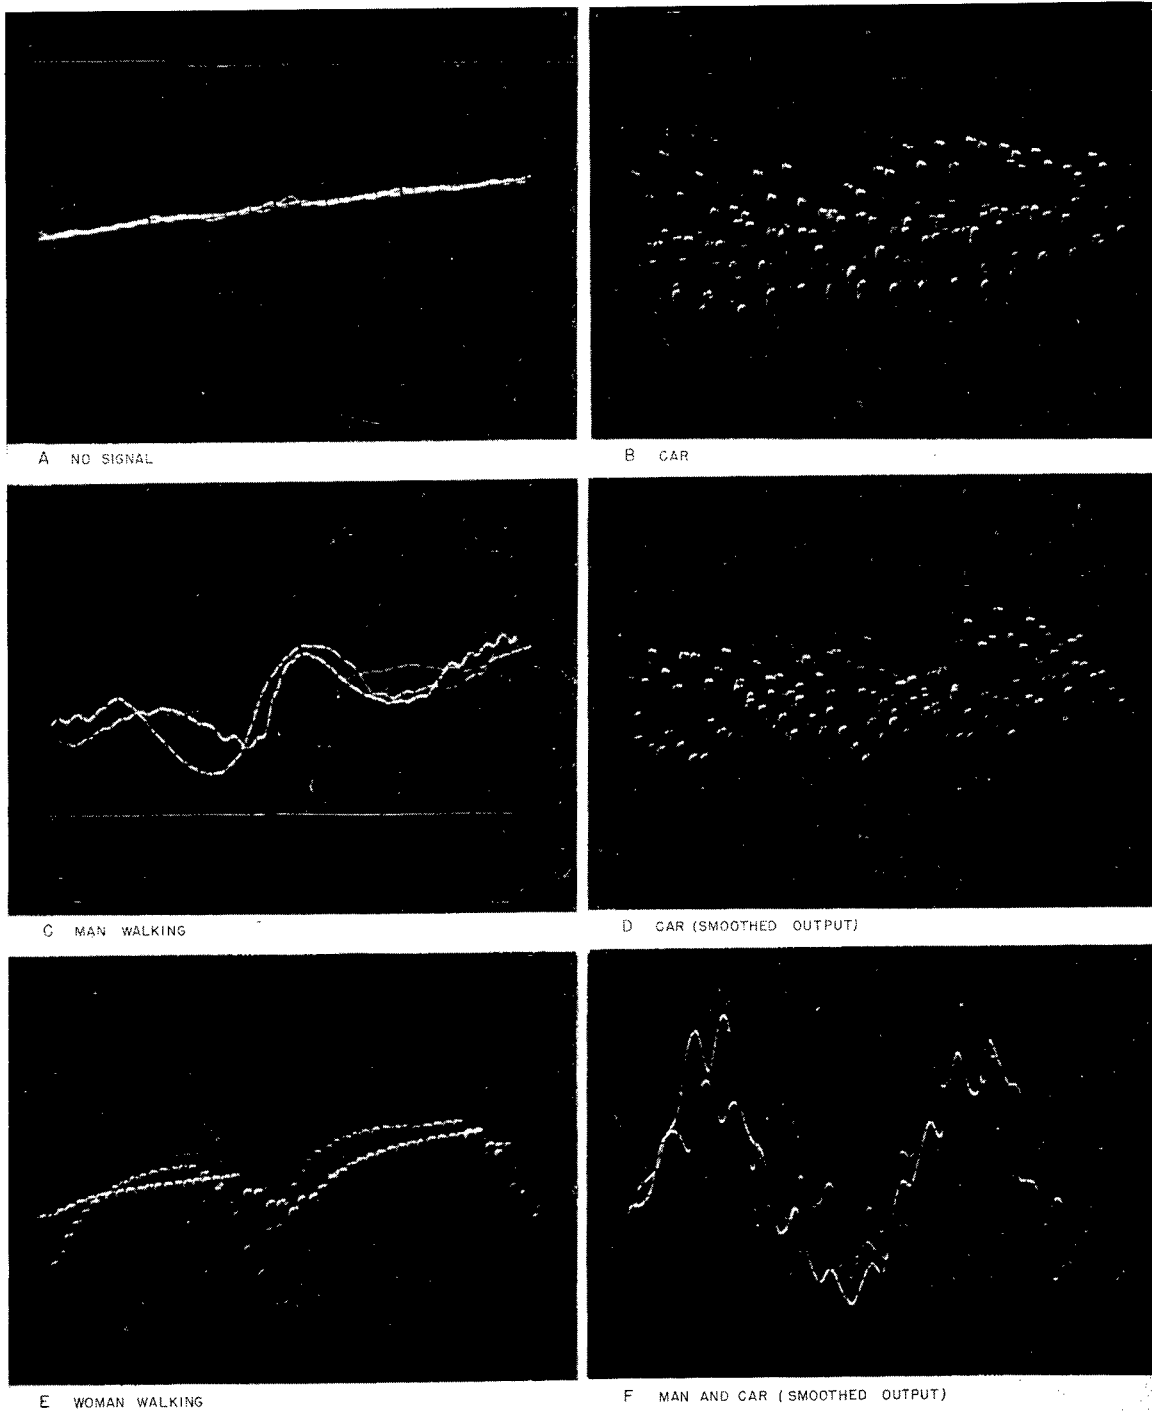 A NO SIGNAL
B CAR
C MAN WALKING
D CAR (SMOOTHED OUTPUT)
E WOMAN WALKING
F MAN AND CAR (SMOOTHED OUTPUT)